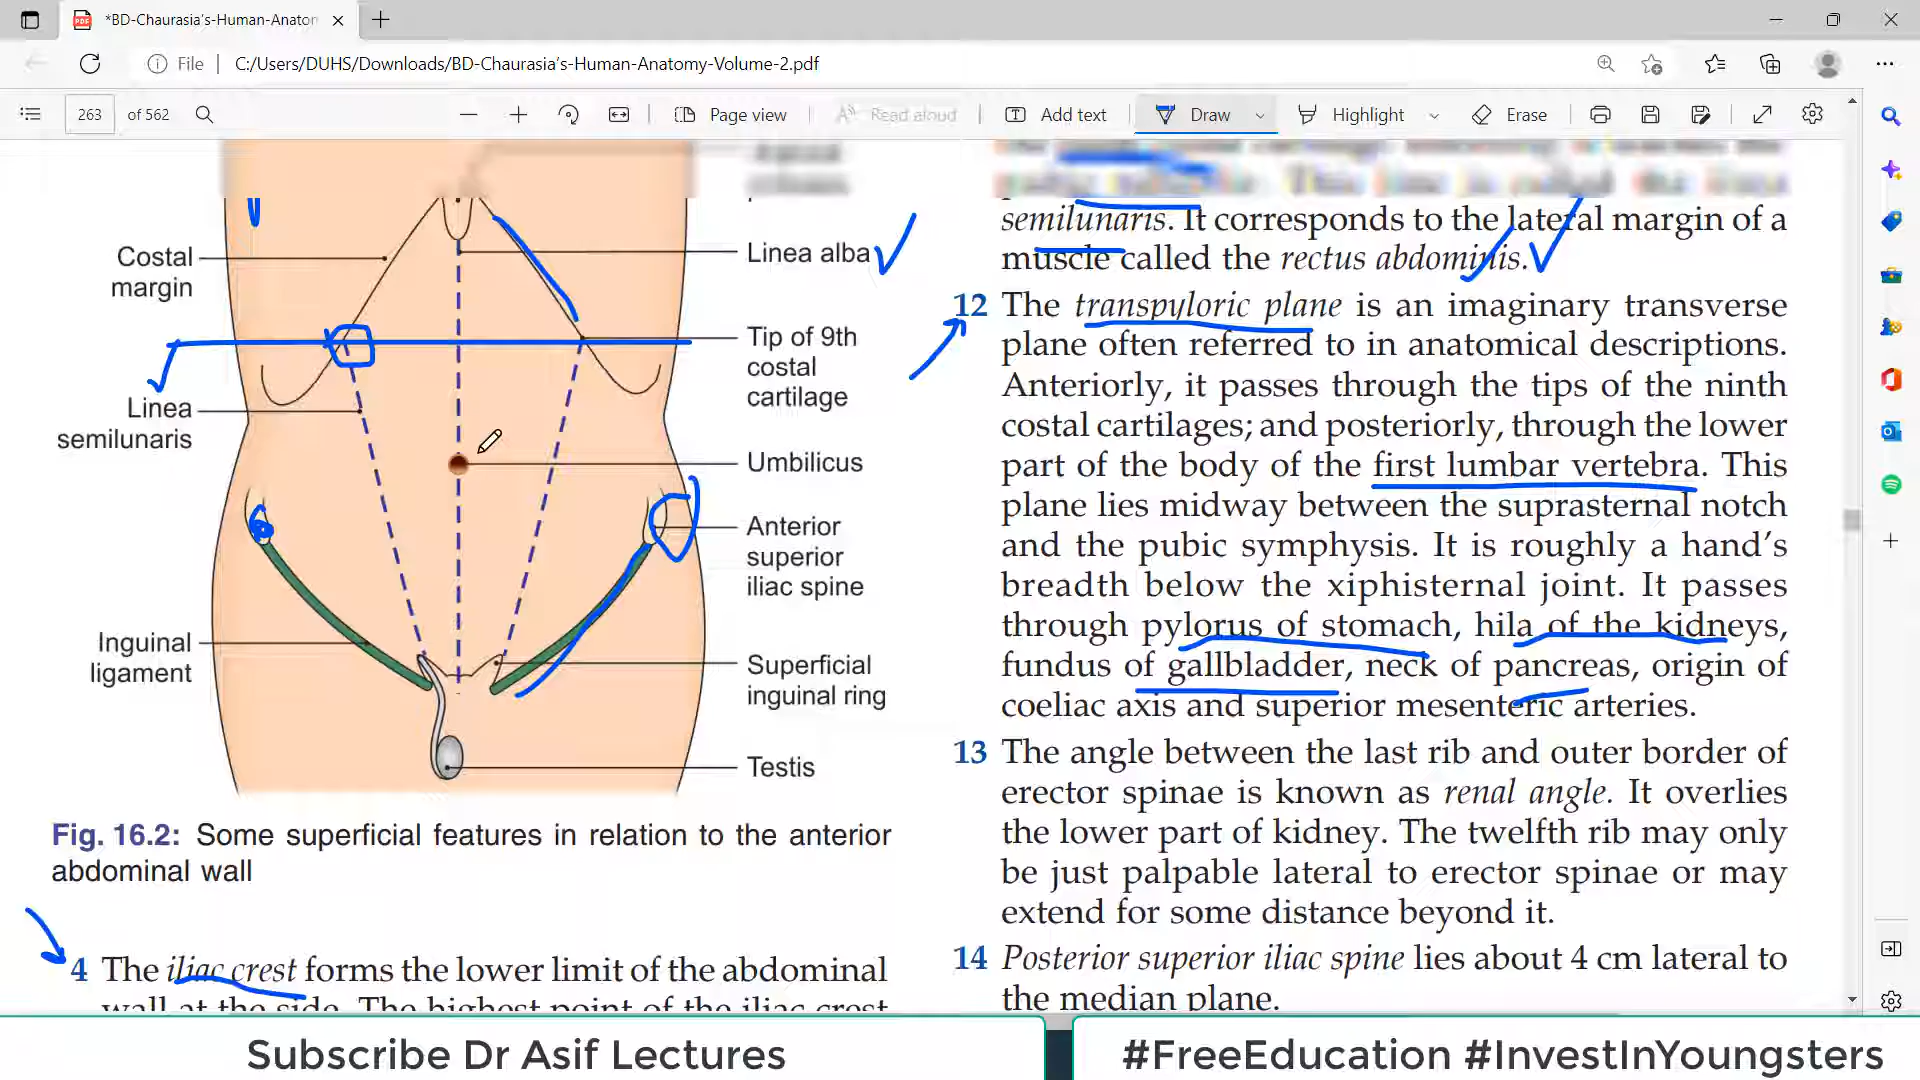 *BD-Chaurasia's-Human-Anaton
File
C:/Users/DUHS/Downloads/BD-Chaurasia's-Human-Anatomy-Volume-2.pdf
263 of 562
Page view
Read aloud
Add text
Draw
Highlight
Erase
Costal
margin
Linea
semilunaris
Inguinal
ligament
Linea alba
Tip of 9th
costal
cartilage
Umbilicus
Anterior
superior
iliac spine
Superficial
inguinal ring
Testis
Fig. 16.2: Some superficial features in relation to the anterior
abdominal wall
4 The iliac crest forms the lower limit of the abdominal
wall at the side. The highest point of the iliac crest
semilunaris. It corresponds to the lateral margin of a
muscle called the rectus abdominis.
12 The transpyloric plane is an imaginary transverse
plane often referred to in anatomical descriptions.
Anteriorly, it passes through the tips of the ninth
costal cartilages; and posteriorly, through the lower
part of the body of the first lumbar vertebra. This
plane lies midway between the suprasternal notch
and the pubic symphysis. It is roughly a hand's
breadth below the xiphisternal joint. It passes
through pylorus of stomach, hila of the kidneys,
fundus of gallbladder, neck of pancreas, origin of
coeliac axis and superior mesenteric arteries.
13 The angle between the last rib and outer border of
erector spinae is known as renal angle. It overlies
the lower part of kidney. The twelfth rib may only
be just palpable lateral to erector spinae or may
extend for some distance beyond it.
14 Posterior superior iliac spine lies about 4 cm lateral to
the median plane.
Subscribe Dr Asif Lectures
#FreeEducation #InvestInYoungsters